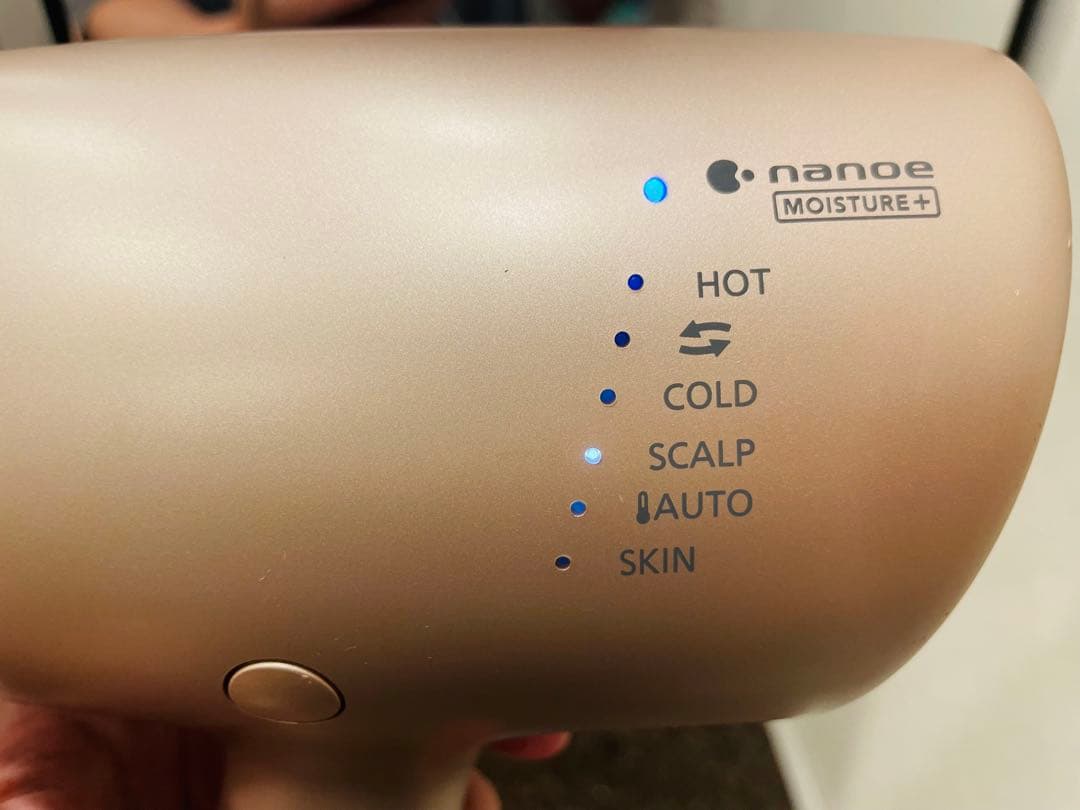 nanoe
MOISTURE+
HOT
COLD
SCALP
AUTO
SKIN